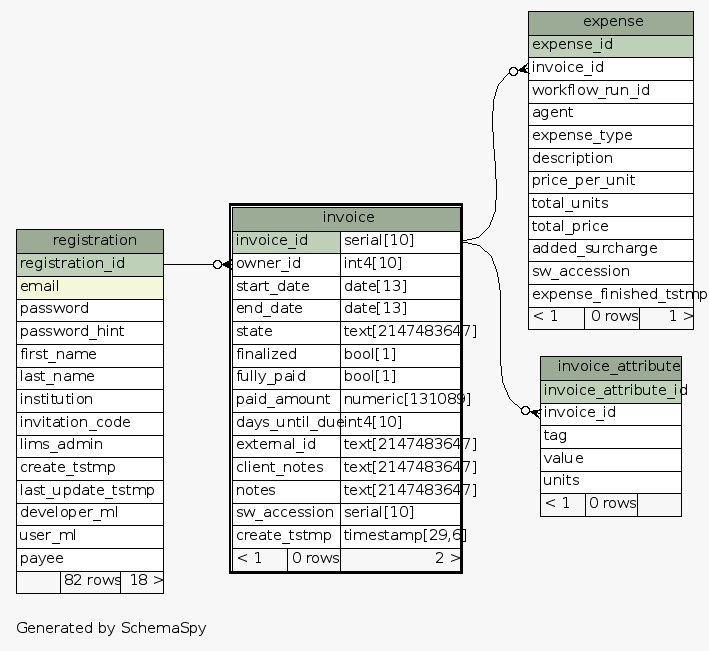 expense
expense_id
invoice_id
workflow_run_id
agent
expense_type
description
price_per_unit
total_units
total_price
added_surcharge
sw_accession
expense_finished_tstmp
< 1 0 rows 1 >
invoice
invoice_id serial[10]
owner_id int4[10]
start_date date[13]
end_date date[13]
state text[2147483647]
finalized bool[1]
fully_paid bool[1]
paid_amount numeric[131089]
days_until_due int4[10]
external_id text[2147483647]
client_notes text[2147483647]
notes text[2147483647]
sw_accession serial[10]
create_tstmp timestamp[29,6]
< 1 0 rows 2 >
registration
registration_id
email
password
password_hint
first_name
last_name
institution
invitation_code
lims_admin
create_tstmp
last_update_tstmp
developer_ml
user_ml
payee
82 rows 18 >
invoice_attribute
invoice_attribute_id
invoice_id
tag
value
units
< 1 0 rows
Generated by SchemaSpy